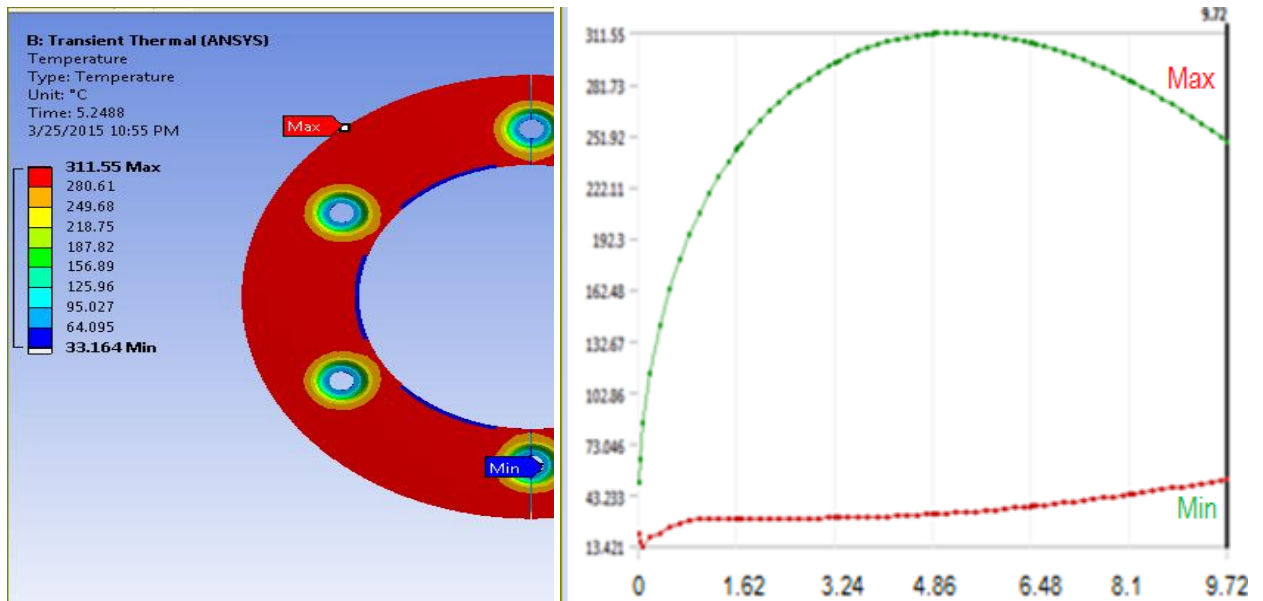 B: Transient Thermal (ANSYS)
Temperature
Type: Temperature
Unit: °C
Time: 5.2488
3/25/2015 10:55 PM
311.55 Max
280.61
249.68
218.75
187.82
156.89
125.96
95.027
64.095
33.164 Min
Max
Min
9.72
311.55
281.73
251.92
222.11
192.3
162.48
132.67
102.86
73.046
43.233
13.421
Max
Min
0 1.62 3.24 4.86 6.48 8.1 9.72